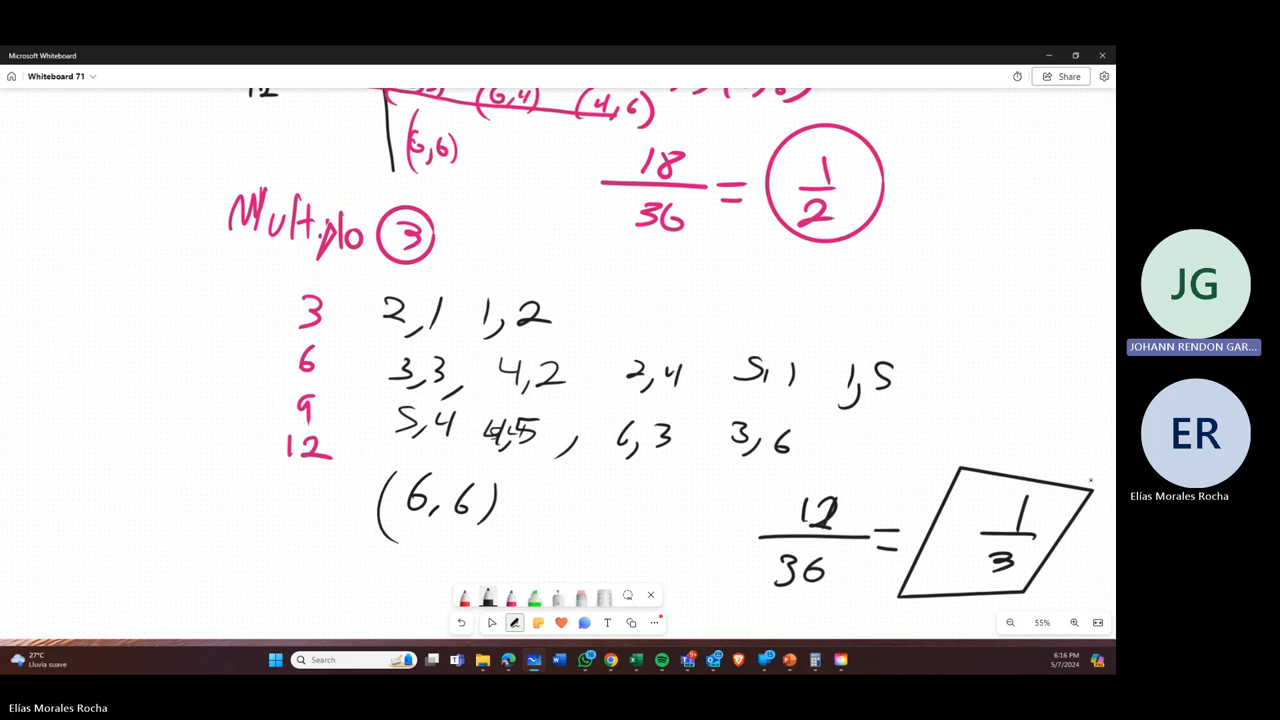 Microsoft Whiteboard
Whiteboard 71
Share
12
(6,4) (4,6)
(6,6)
18
36
=
1
2
Multiplo 3
3 2,1 1,2
6 3,3, 4,2 2,4 5,1 1,5
9 5,4 4,5 , 6,3 3,6
12
(6,6)
12
36
=
1
3
55%
JG
JOHANN RENDON GAR...
ER
Elías Morales Rocha
27°C
Lluvia suave
Search
6:16 PM
5/7/2024
Elías Morales Rocha